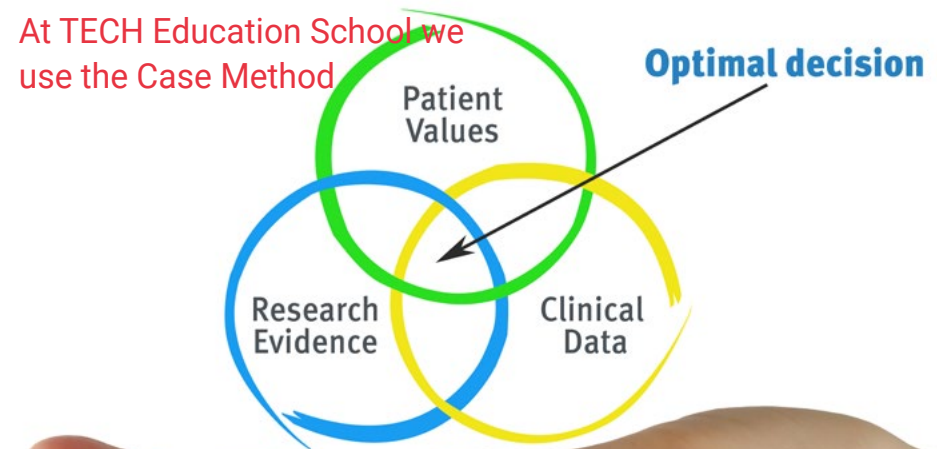 At TECH Education School we
use the Case Method
Optimal decision
Patient
Values
Research
Evidence
Clinical
Data